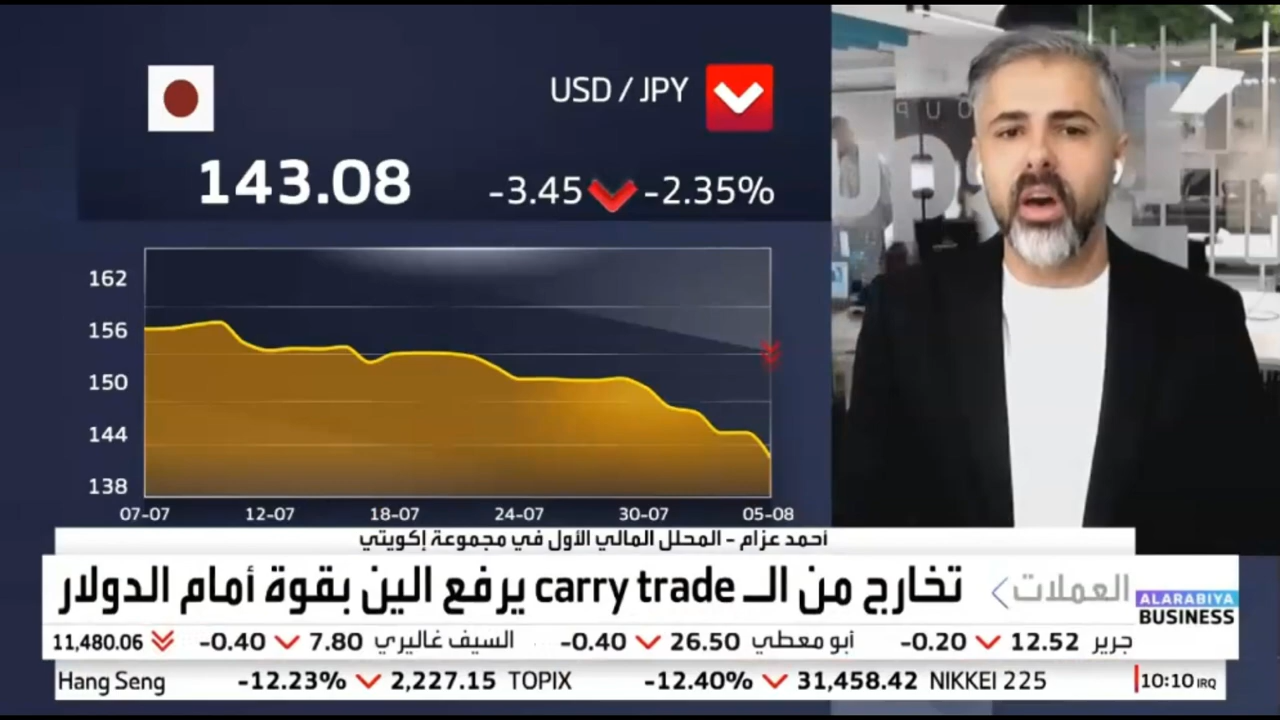 USD / JPY
143.08 -3.45 -2.35%
162
156
150
144
138
07-07 12-07 18-07 24-07 30-07 05-08
أحمد عزام - المحلل المالي الأول في مجموعة إكويتي
العملات
تخارج من الـ carry trade يرفع الين بقوة أمام الدولار
ALARABIYA
BUSINESS
جرير 12.52 -0.20 أبو معطي 26.50 -0.40 السيف غاليري 7.80 -0.40 11,480.06
10:10 IRQ
NIKKEI 225 31,458.42 -12.40% TOPIX 2,227.15 -12.23% Hang Seng